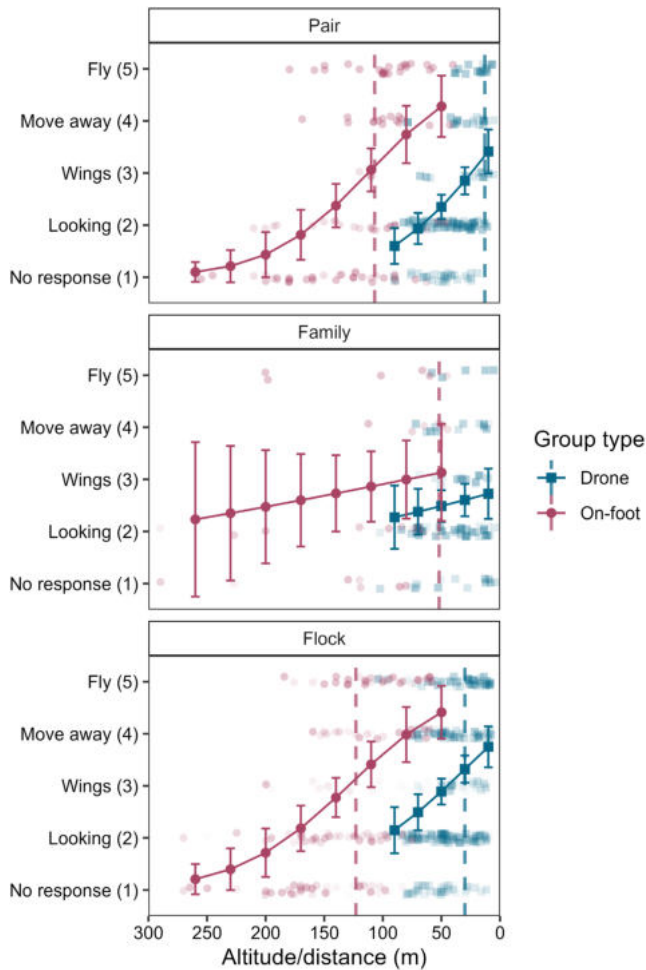 Pair
Fly (5)
Move away (4)
Wings (3)
Looking (2)
No response (1)
Family
Fly (5)
Move away (4)
Wings (3)
Looking (2)
No response (1)
Group type
Drone
On-foot
Flock
Fly (5)
Move away (4)
Wings (3)
Looking (2)
No response (1)
300 250 200 150 100 50 0
Altitude/distance (m)